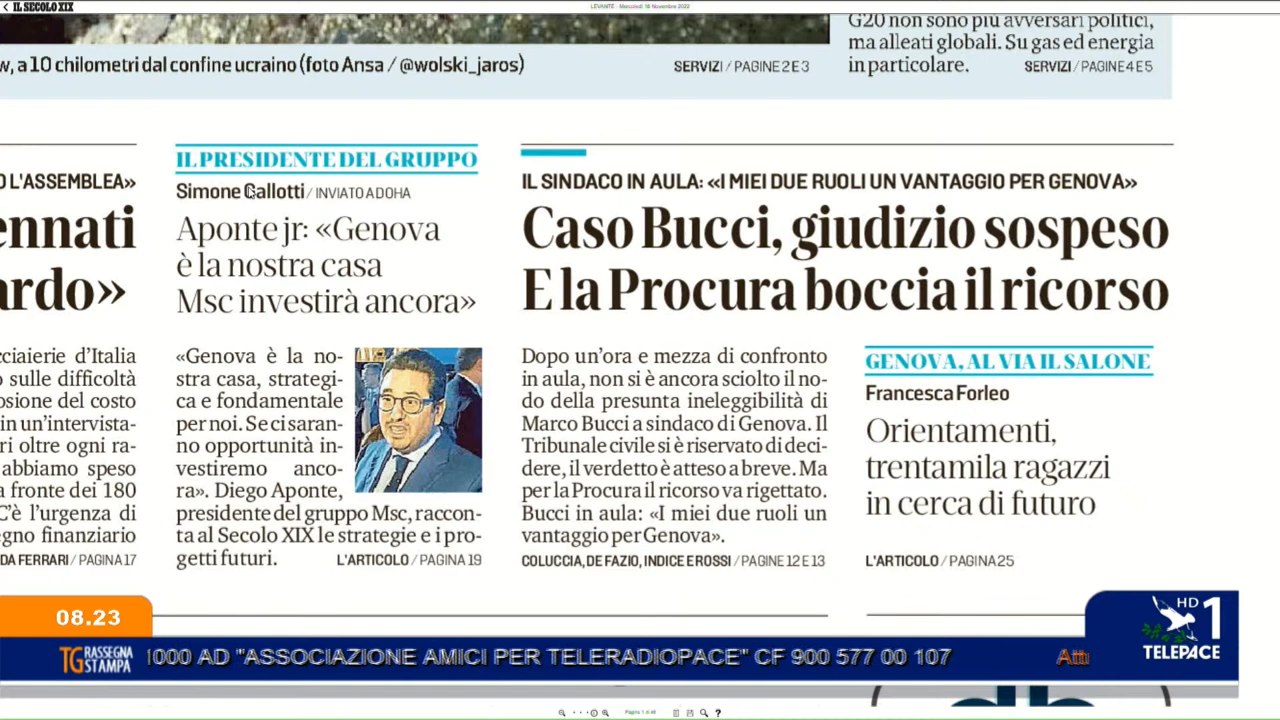 IL SECOLO XIX
LEVANTE - Mercoledì 16 Novembre 2022
G20 non sono più avversari politici,
ma alleati globali. Su gas ed energia
in particolare.
SERVIZI / PAGINE 4 E 5
w, a 10 chilometri dal confine ucraino (foto Ansa / @wolski_jaros)
SERVIZI / PAGINE 2 E 3
O L'ASSEMBLEA»
ennati
ardo»
cciaierie d'Italia
o sulle difficoltà
osione del costo
in un'intervista-
ri oltre ogni ra-
abbiamo speso
a fronte dei 180
C'è l'urgenza di
egno finanziario
DA FERRARI / PAGINA 17
IL PRESIDENTE DEL GRUPPO
Simone Gallotti / INVIATO A DOHA
Aponte jr: «Genova
è la nostra casa
Msc investirà ancora»
«Genova è la no-
stra casa, strategi-
ca e fondamentale
per noi. Se ci saran-
no opportunità in-
vestiremo anco-
ra». Diego Aponte,
presidente del gruppo Msc, raccon-
ta al Secolo XIX le strategie e i pro-
getti futuri.
L'ARTICOLO / PAGINA 19
IL SINDACO IN AULA: «I MIEI DUE RUOLI UN VANTAGGIO PER GENOVA»
Caso Bucci, giudizio sospeso
E la Procura boccia il ricorso
Dopo un'ora e mezza di confronto
in aula, non si è ancora sciolto il no-
do della presunta ineleggibilità di
Marco Bucci a sindaco di Genova. Il
Tribunale civile si è riservato di deci-
dere, il verdetto è atteso a breve. Ma
per la Procura il ricorso va rigettato.
Bucci in aula: «I miei due ruoli un
vantaggio per Genova».
COLUCCIA, DE FAZIO, INDICE E ROSSI / PAGINE 12 E 13
GENOVA, AL VIA IL SALONE
Francesca Forleo
Orientamenti,
trentamila ragazzi
in cerca di futuro
L'ARTICOLO / PAGINA 25
08.23
HD 1
TELEPACE
TG RASSEGNA
STAMPA
1000 AD "ASSOCIAZIONE AMICI PER TELERADIOPACE" CF 900 577 00 107